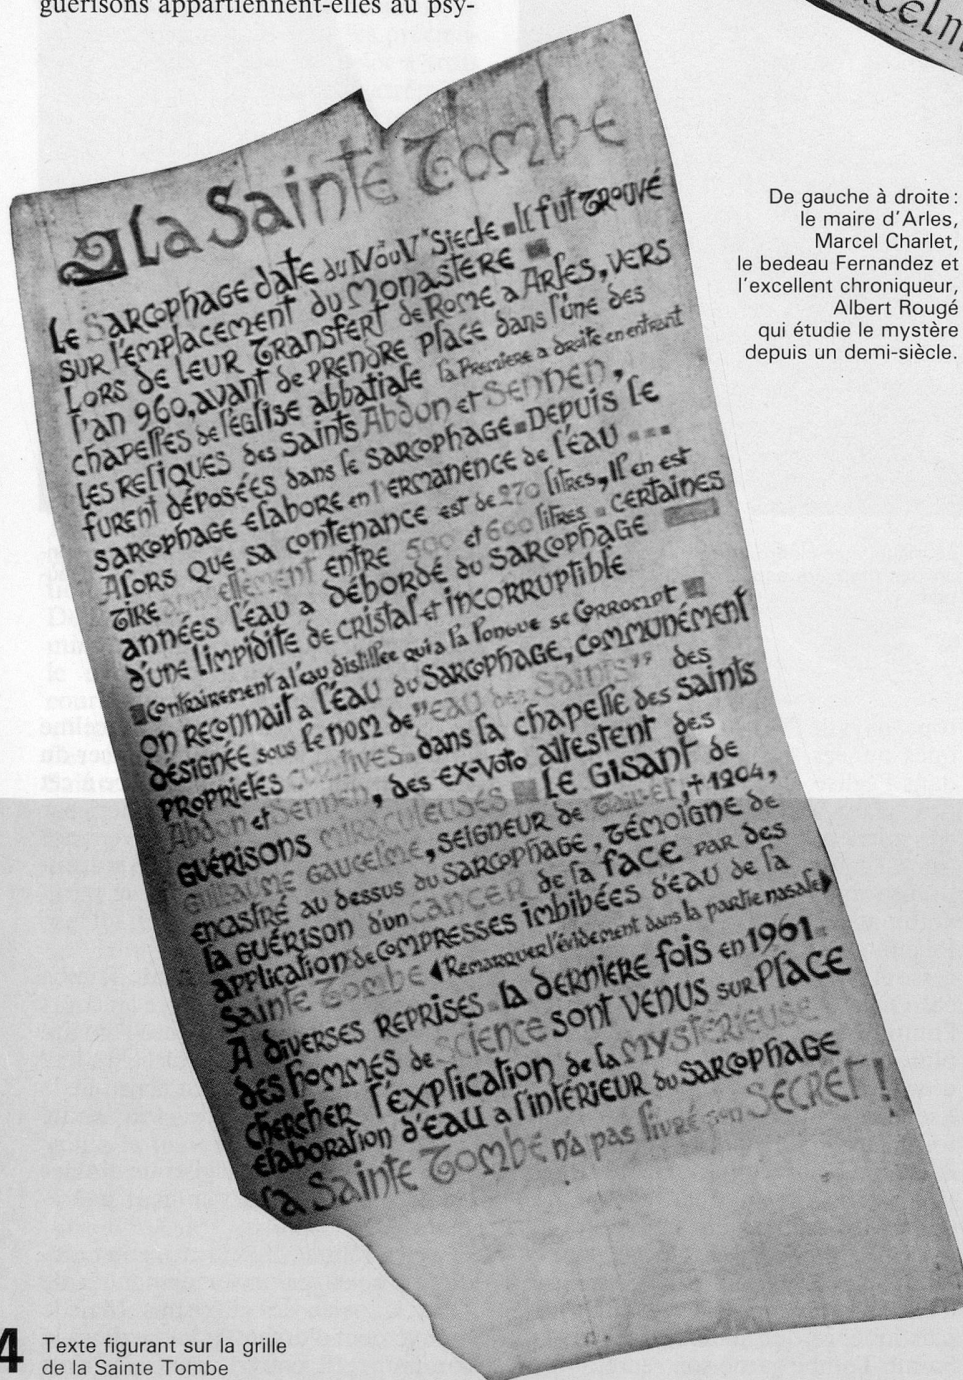 guérisons appartiennent-elles au psy-
La Sainte Tombe
Le Sarcophage date du IVou V° Siecle ▪ Il fut trouvé
sur l'emplacement du Monastère ▪
Lors de leur transfert de Rome a Arles, vers
l'an 960, avant de prendre place dans l'une des
chapelles de l'église abbatiale la Premiere a droite en entrant
les reliques des Saints Abdon et Sennen,
furent déposées dans le sarcophage ▪ Depuis le
sarcophage élabore en permanence de l'eau ▪▪▪
Alors que sa contenance est de 270 litres, Il en est
tiré annuellement entre 500 et 600 litres ▪ certaines
années l'eau a débordé du sarcophage
d'une limpidité de cristal et incorruptible
▪ Contrairement a l'eau distillée qui a la longue se corrompt ▪
on reconnait a l'eau du Sarcophage, communément
désignée sous le nom de "eau des Saints" des
propriétés curatives ▪ dans la chapelle des saints
Abdon et Sennen, des ex-voto attestent des
guérisons miraculeuses ▪ Le gisant de
Guillaume Gaucelme, seigneur de Taillet, † 1204,
encastré au dessus du Sarcophage, témoigne de
la guérison d'un cancer de la face par des
application de compresses imbibées d'eau de la
Sainte Tombe (Remarquer l'évidement dans la partie nasale)
A diverses reprises ▪ la derniere fois en 1961 ▪
des hommes de science sont venus sur place
chercher l'explication de la mystérieuse
élaboration d'eau a l'intérieur du Sarcophage
la Sainte Tombe n'a pas livré son secret !
De gauche à droite :
le maire d'Arles,
Marcel Charlet,
le bedeau Fernandez et
l'excellent chroniqueur,
Albert Rougé
qui étudie le mystère
depuis un demi-siècle.
4 Texte figurant sur la grille
de la Sainte Tombe